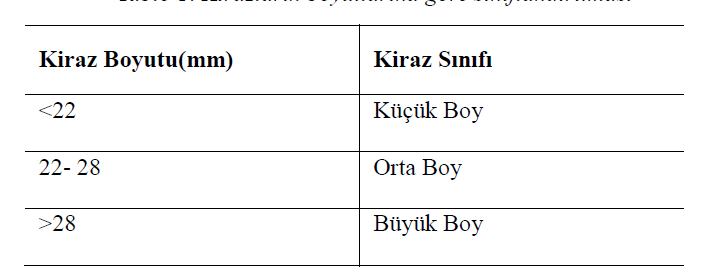 Kiraz Boyutu(mm) Kiraz Sınıfı
<22 Küçük Boy
22- 28 Orta Boy
>28 Büyük Boy